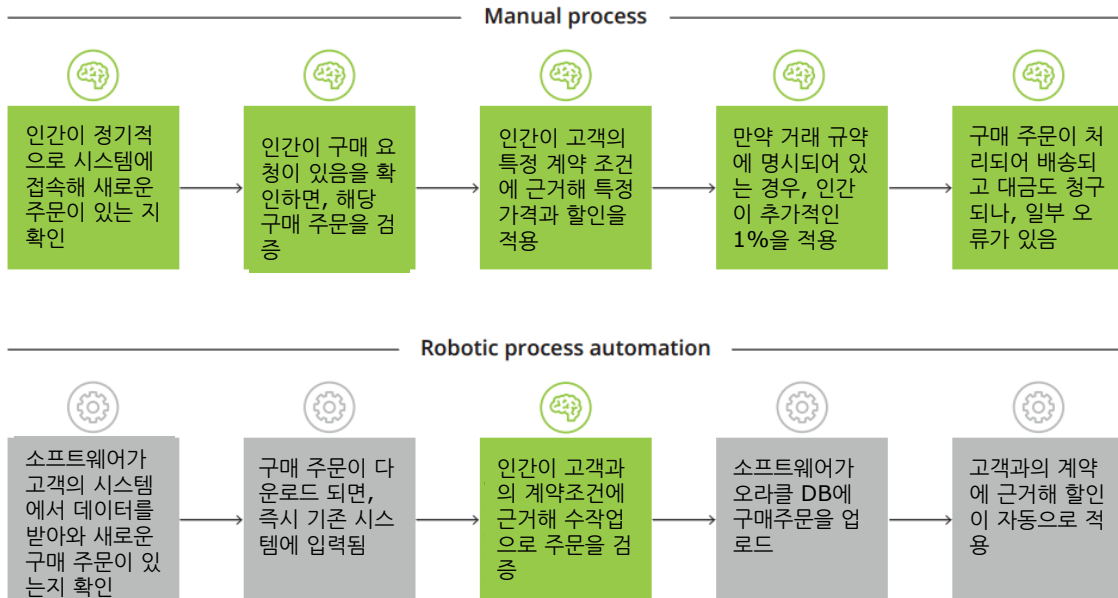 Manual process
인간이 정기적
으로 시스템에
접속해 새로운
주문이 있는 지
확인
인간이 구매 요
청이 있음을 확
인하면, 해당
구매 주문을 검
증
인간이 고객의
특정 계약 조건
에 근거해 특정
가격과 할인을
적용
만약 거래 규약
에 명시되어 있
는 경우, 인간
이 추가적인
1%을 적용
구매 주문이 처
리되어 배송되
고 대금도 청구
되나, 일부 오
류가 있음
Robotic process automation
소프트웨어가
고객의 시스템
에서 데이터를
받아와 새로운
구매 주문이 있
는지 확인
구매 주문이 다
운로드 되면,
즉시 기존 시스
템에 입력됨
인간이 고객과
의 계약조건에
근거해 수작업
으로 주문을 검
증
소프트웨어가
오라클 DB에
구매주문을 업
로드
고객과의 계약
에 근거해 할인
이 자동으로 적
용